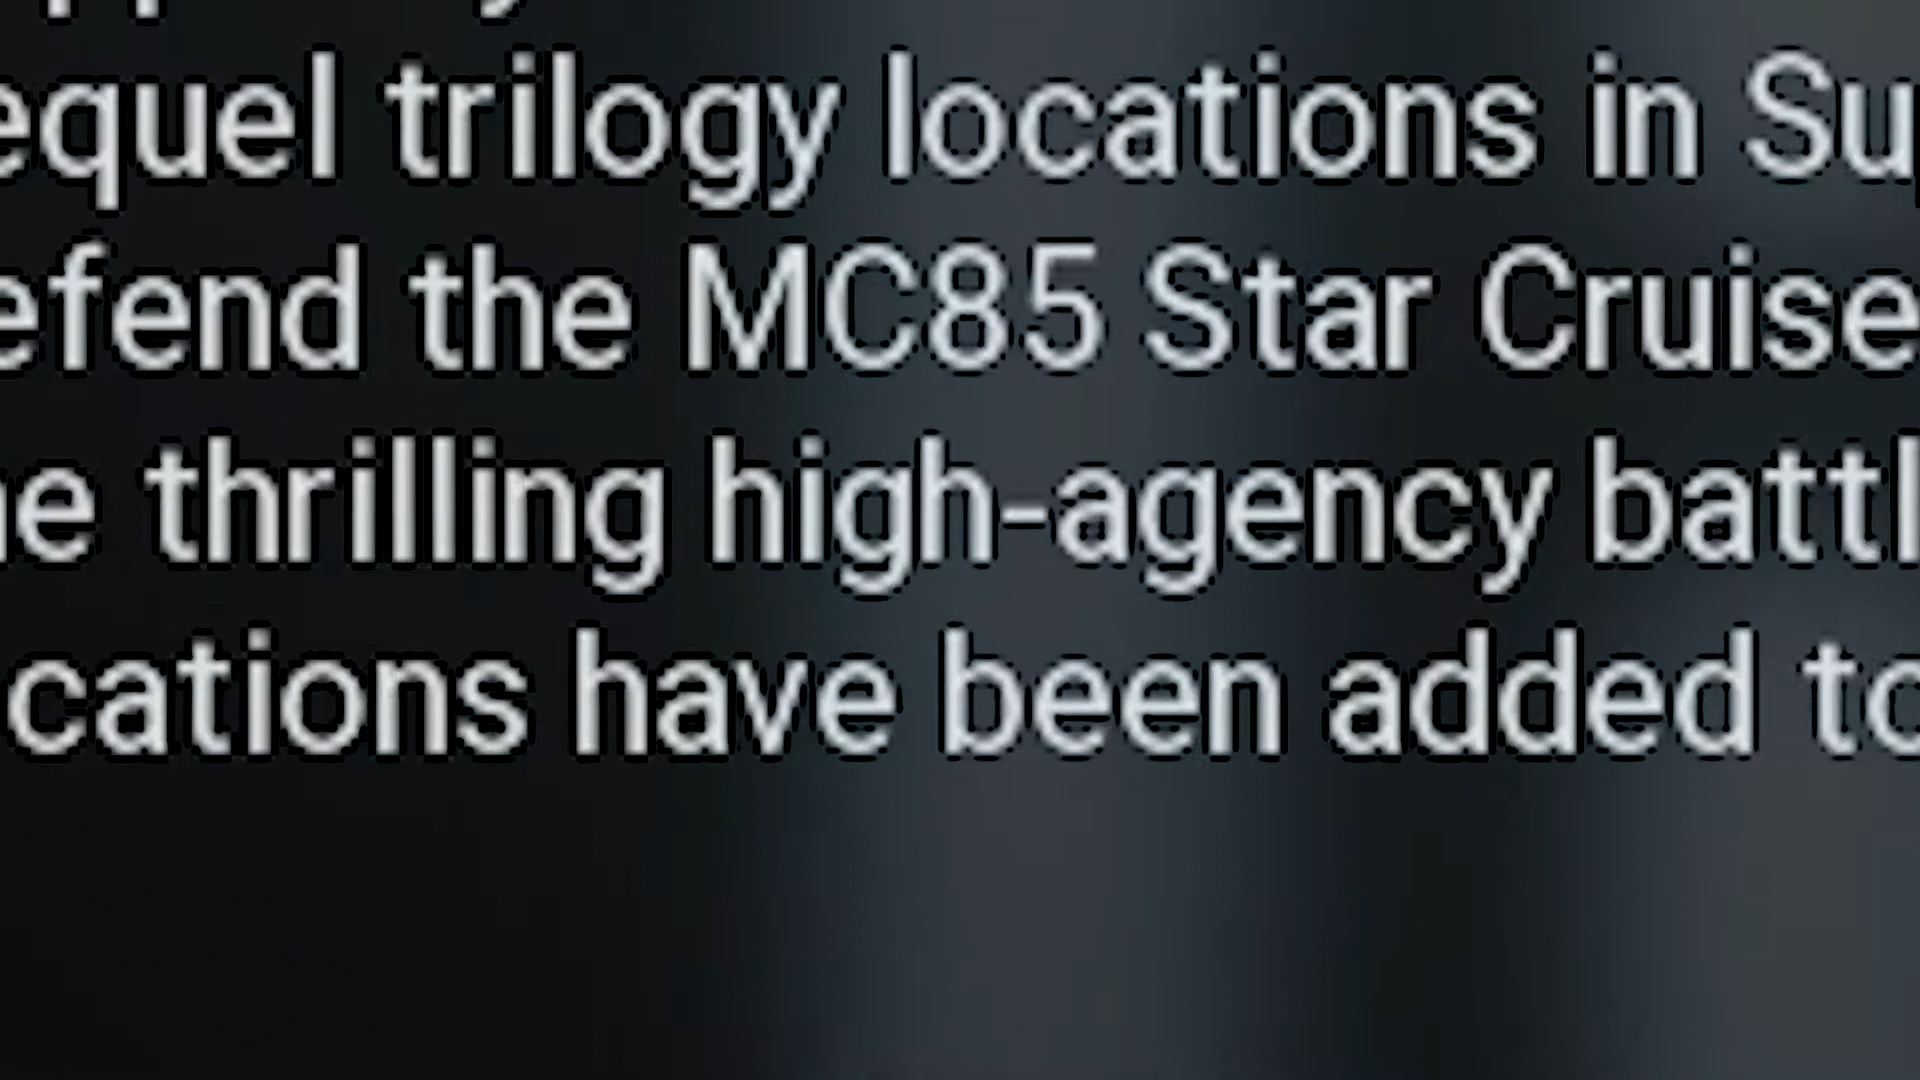 equel trilogy locations in Su
efend the MC85 Star Cruise
e thrilling high-agency battl
cations have been added to